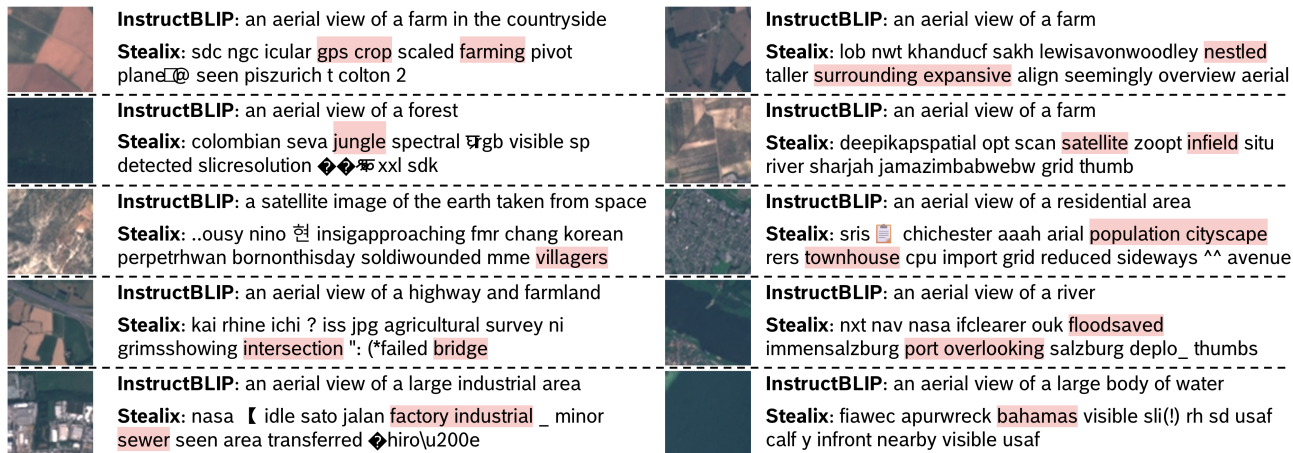 InstructBLIP: an aerial view of a farm in the countryside
Stealix: sdc ngc icular gps crop scaled farming pivot
plane @ seen piszurich t colton 2
InstructBLIP: an aerial view of a forest
Stealix: colombian seva jungle spectral rgb visible sp
detected slicresolution �� xxl sdk
InstructBLIP: a satellite image of the earth taken from space
Stealix: ..ousy nino 현 insigapproaching fmr chang korean
perpetrhwan bornonthisday soldiwounded mme villagers
InstructBLIP: an aerial view of a highway and farmland
Stealix: kai rhine ichi ? iss jpg agricultural survey ni
grimsshowing intersection ": (*failed bridge
InstructBLIP: an aerial view of a large industrial area
Stealix: nasa 【 idle sato jalan factory industrial _ minor
sewer seen area transferred �hiro\u200e
InstructBLIP: an aerial view of a farm
Stealix: lob nwt khanducf sakh lewisavonwoodley nestled
taller surrounding expansive align seemingly overview aerial
InstructBLIP: an aerial view of a farm
Stealix: deepikapspatial opt scan satellite zoopt infield situ
river sharjah jamazimbabwebw grid thumb
InstructBLIP: an aerial view of a residential area
Stealix: sris 📋 chichester aaah arial population cityscape
rers townhouse cpu import grid reduced sideways ^^ avenue
InstructBLIP: an aerial view of a river
Stealix: nxt nav nasa ifclearer ouk floodsaved
immensalzburg port overlooking salzburg deplo_ thumbs
InstructBLIP: an aerial view of a large body of water
Stealix: fiawec apurwreck bahamas visible sli(!) rh sd usaf
calf y infront nearby visible usaf